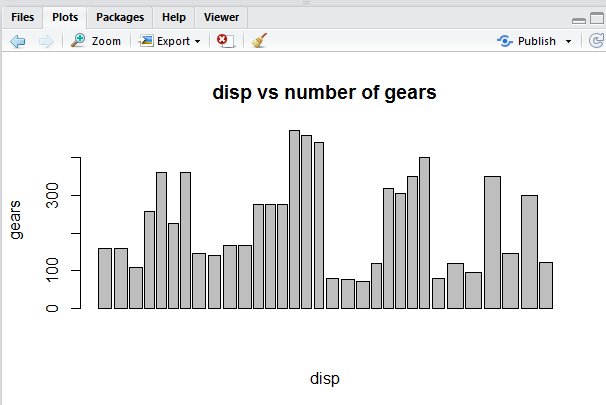 Files Plots Packages Help Viewer
Zoom Export Publish
disp vs number of gears
gears
300
100
0
disp